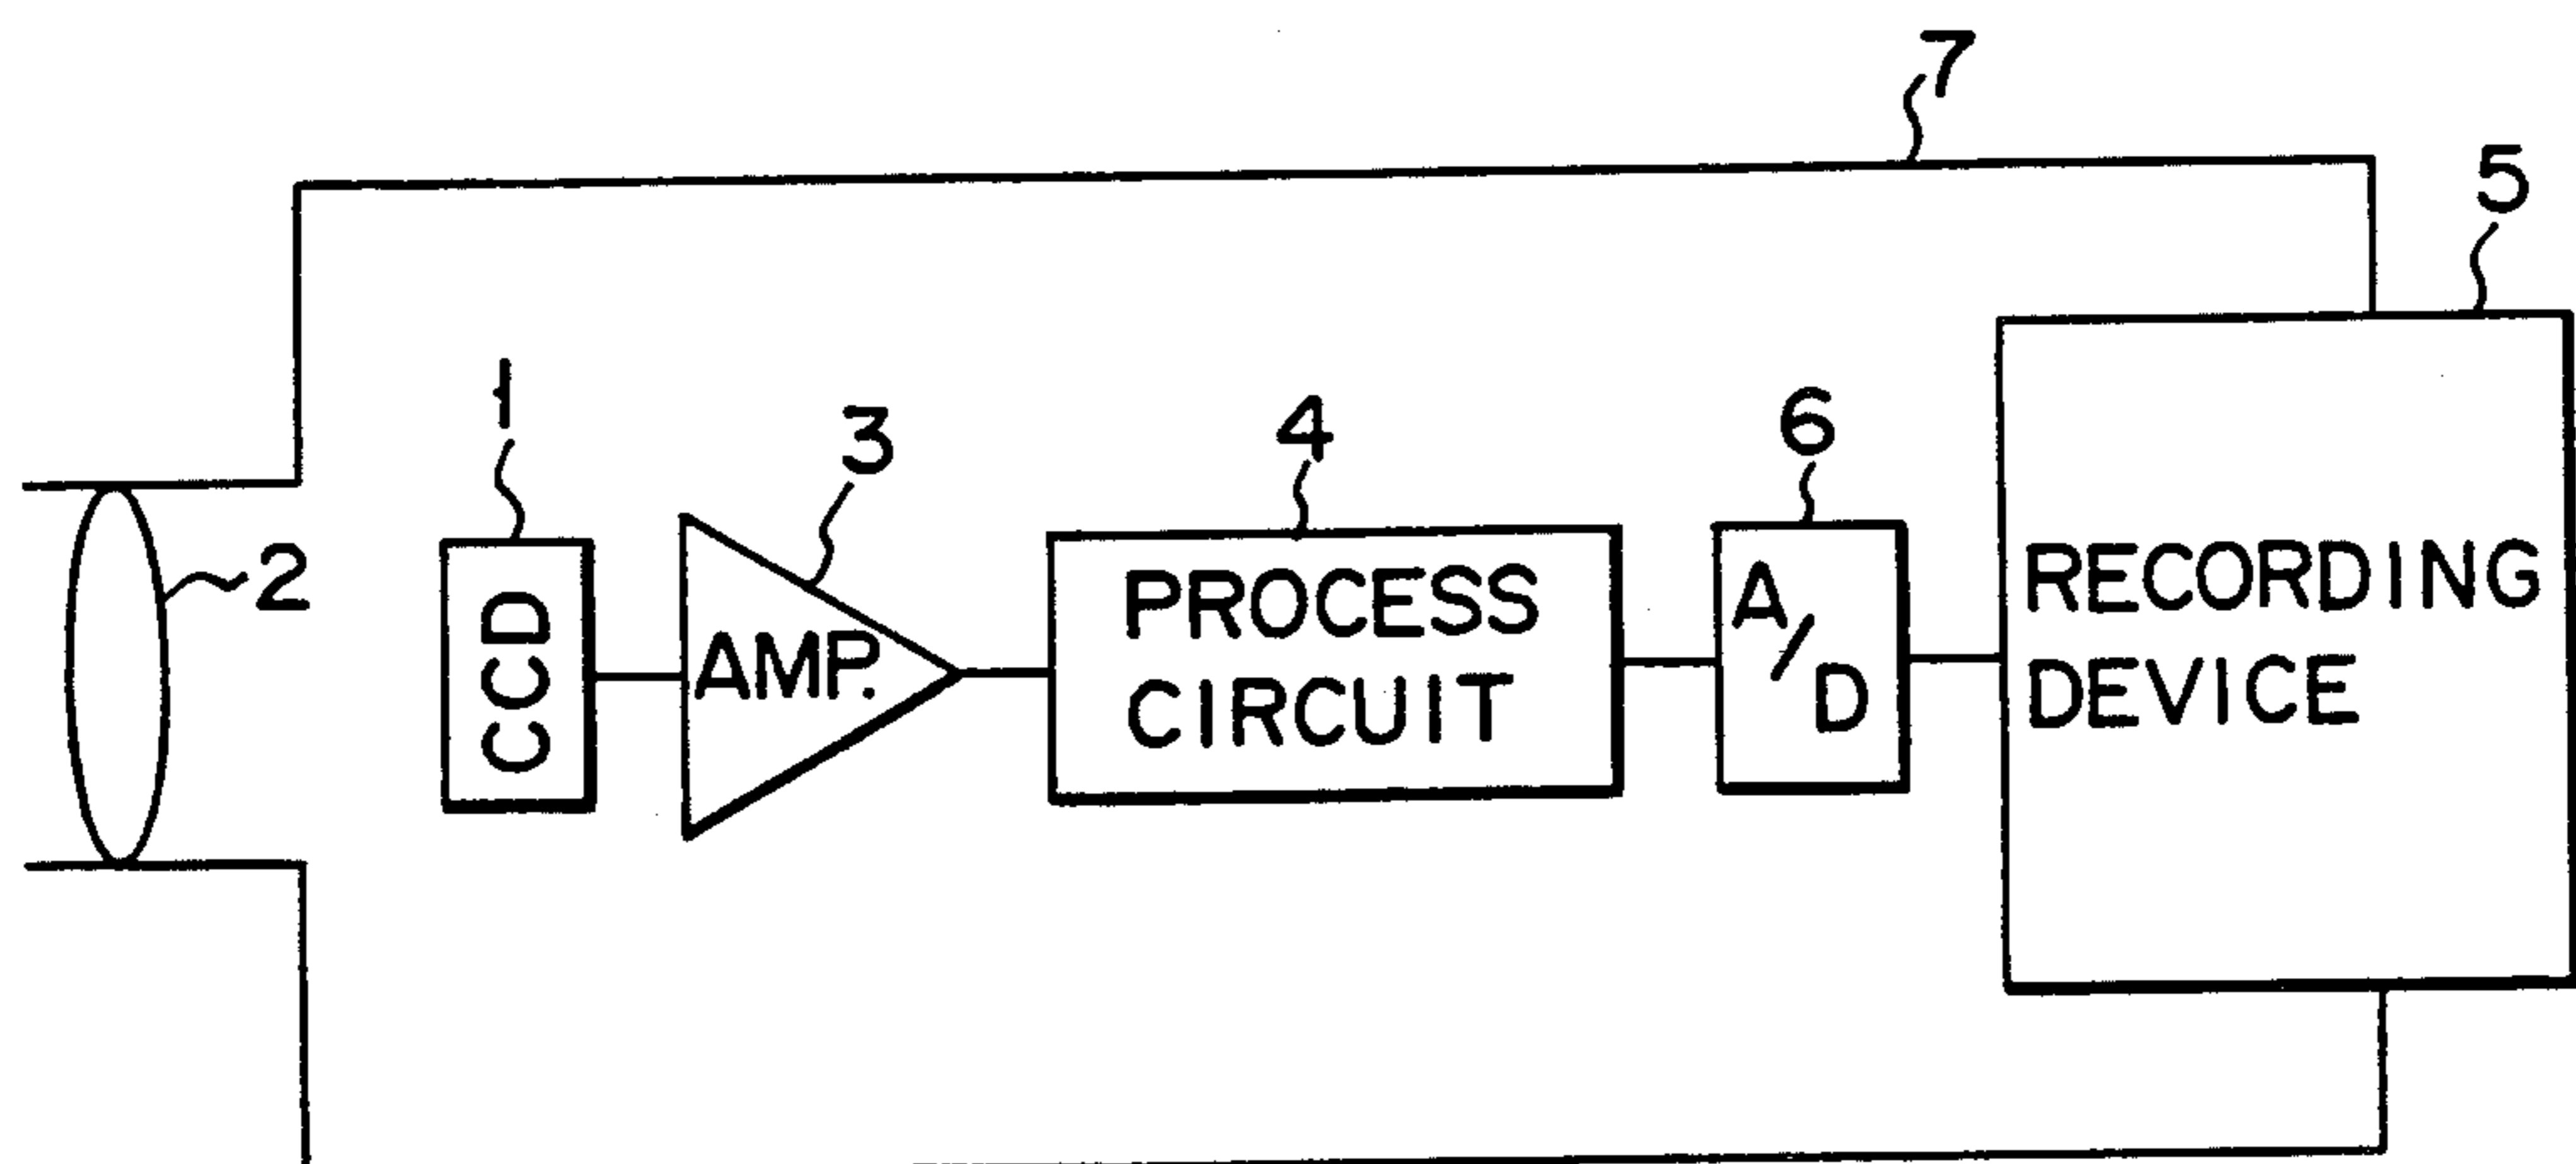 7
5
1
3
4
6
2
CCD
AMP.
PROCESS
CIRCUIT
A/D
RECORDING
DEVICE